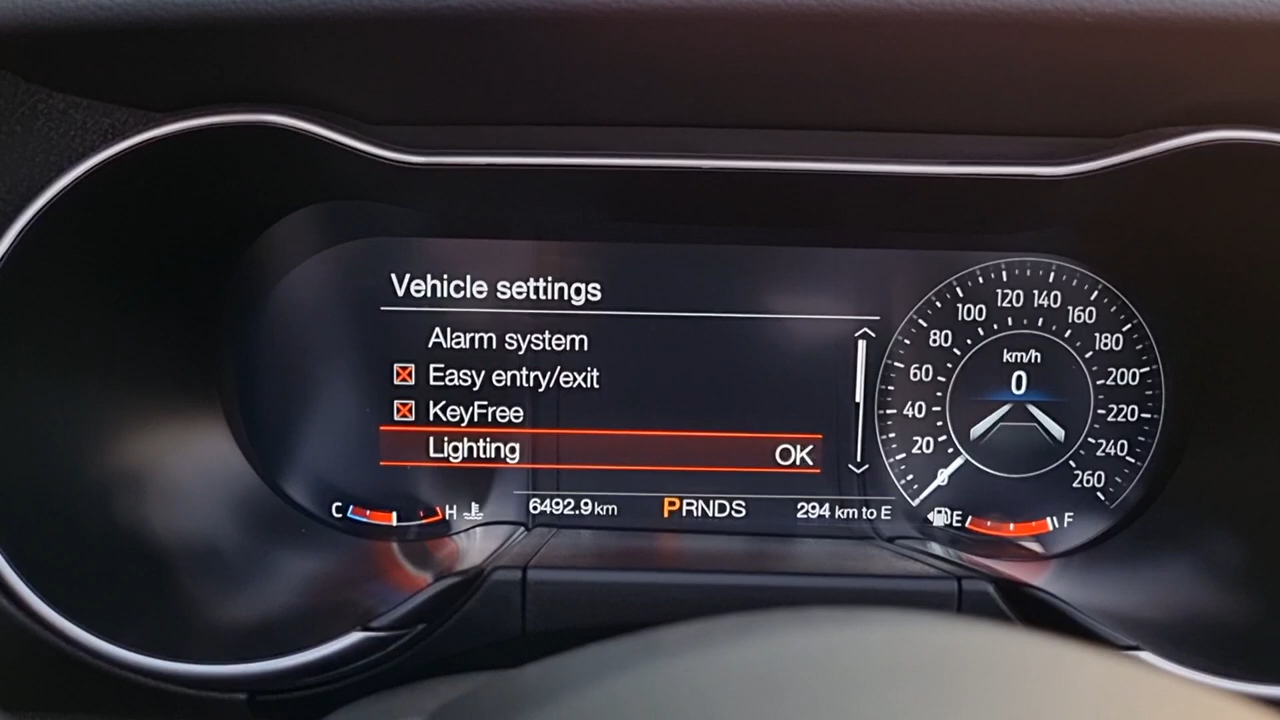 Vehicle settings
Alarm system
Easy entry/exit
KeyFree
Lighting OK
C H
6492.9 km PRNDS 294 km to E
km/h
0
0 20 40 60 80 100 120 140 160 180 200 220 240 260
E F